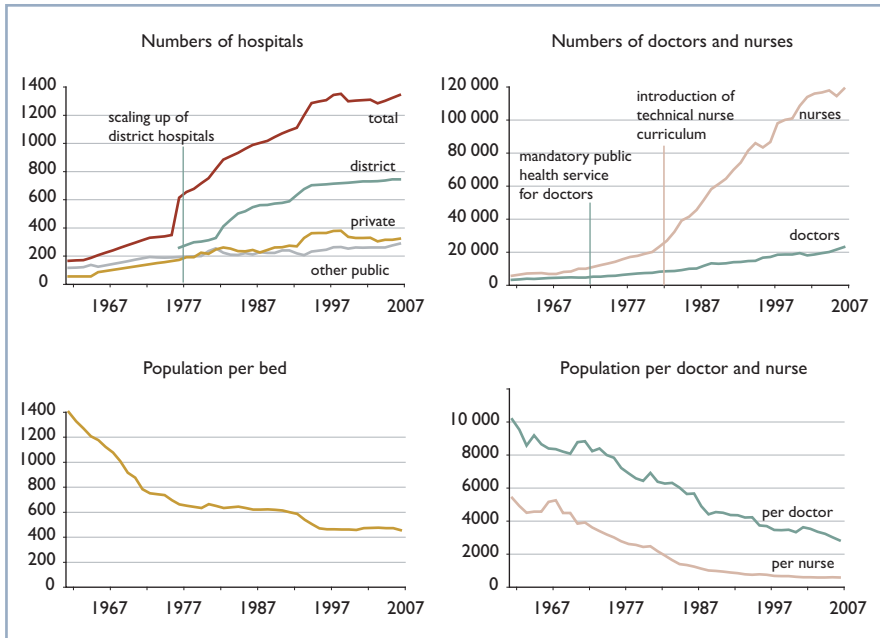 Numbers of hospitals
1400
1200
1000
800
600
400
200
0
scaling up of
district hospitals
total
district
private
other public
1967
1977
1987
1997
2007
Numbers of doctors and nurses
120 000
100 000
80 000
60 000
40 000
20 000
0
mandatory public
health service
for doctors
introduction of
technical nurse
curriculum
nurses
doctors
1967
1977
1987
1997
2007
Population per bed
1400
1200
1000
800
600
400
200
0
1967
1977
1987
1997
2007
Population per doctor and nurse
10 000
8000
6000
4000
2000
0
per doctor
per nurse
1967
1977
1987
1997
2007